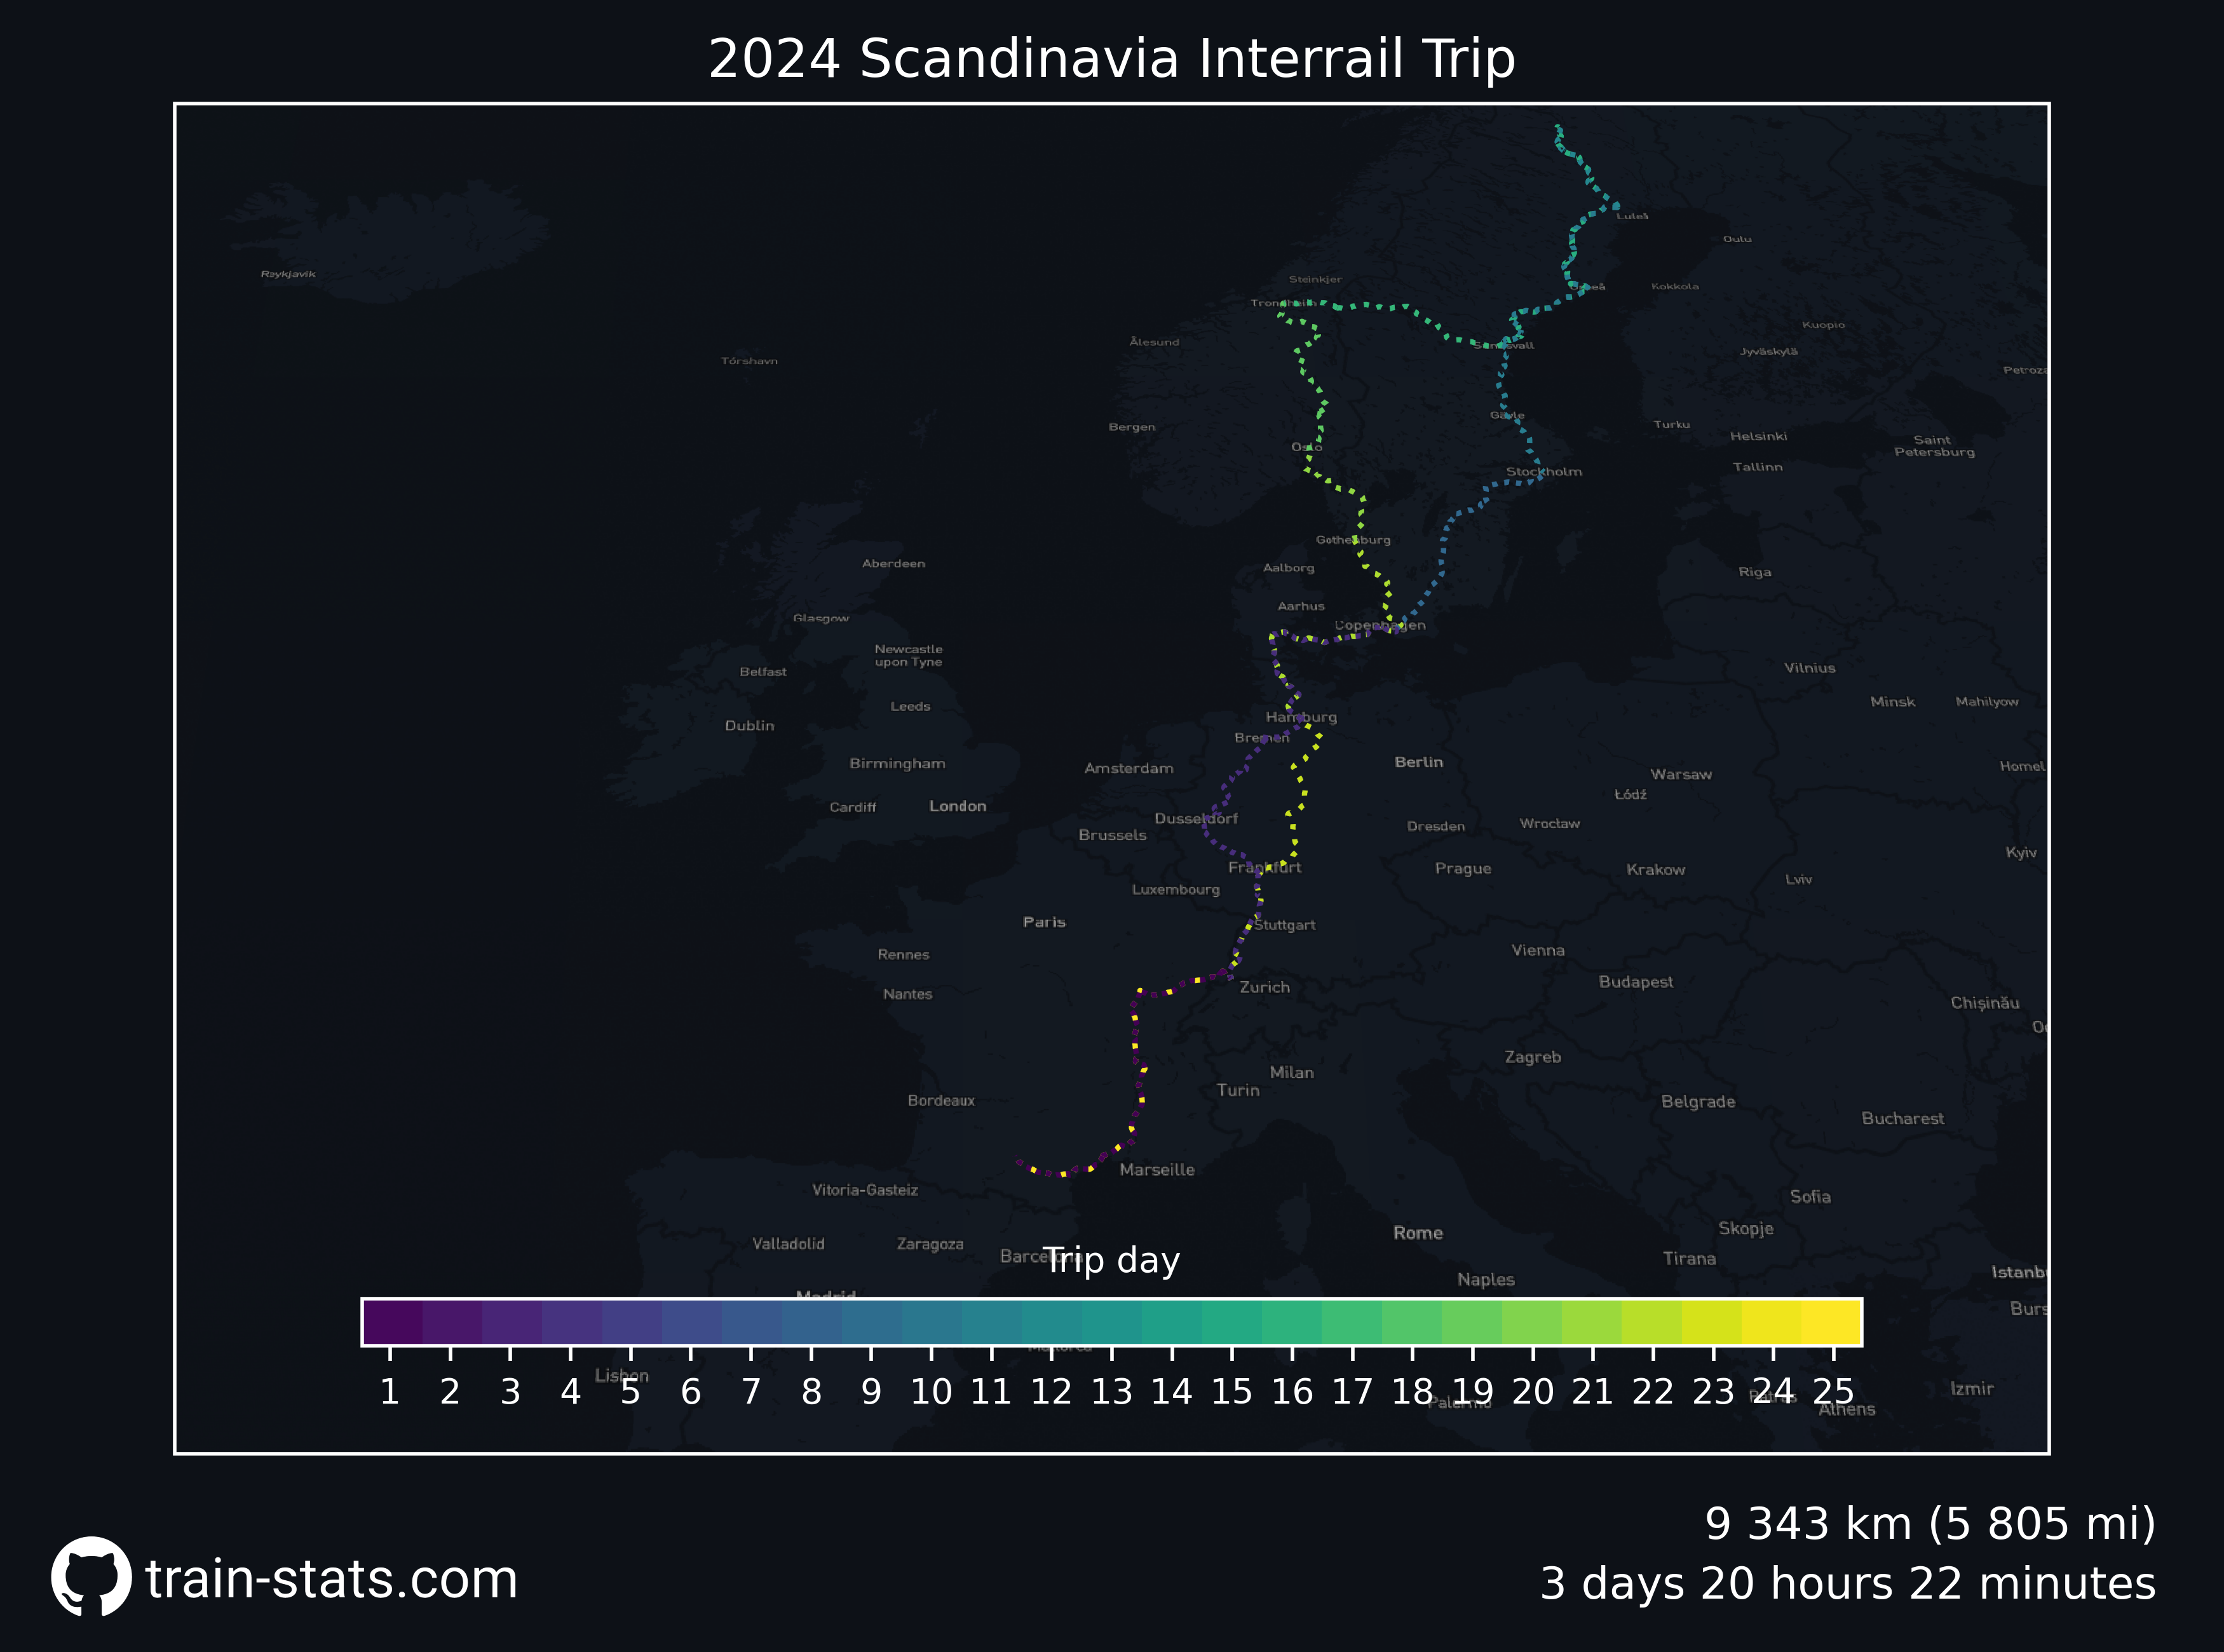 2024 Scandinavia Interrail Trip
Luleå
Oulu
Reykjavik
Steinkjer
Umeå
Kokkola
Trondheim
Kuopio
Ålesund
Sundsvall
Jyväskylä
Tórshavn
Gävle
Bergen
Turku
Helsinki
Saint
Petersburg
Oslo
Tallinn
Stockholm
Gothenburg
Aberdeen
Aalborg
Riga
Aarhus
Glasgow
Copenhagen
Newcastle
upon Tyne
Belfast
Vilnius
Leeds
Minsk
Mahilyow
Dublin
Hamburg
Bremen
Birmingham
Amsterdam
Berlin
Warsaw
Homel
Łódź
Cardiff
London
Dusseldorf
Brussels
Dresden
Wrocław
Kyiv
Frankfurt
Prague
Krakow
Lviv
Luxembourg
Paris
Stuttgart
Rennes
Vienna
Nantes
Zurich
Budapest
Chișinău
Zagreb
Milan
Turin
Bordeaux
Belgrade
Bucharest
Marseille
Vitoria-Gasteiz
Sofia
Skopje
Rome
Valladolid
Zaragoza
Barcelona
Tirana
Naples
Trip day
Madrid
Lisbon
Izmir
Palermo
Patras
Athens
1 2 3 4 5 6 7 8 9 10 11 12 13 14 15 16 17 18 19 20 21 22 23 24 25
9 343 km (5 805 mi)
train-stats.com
3 days 20 hours 22 minutes